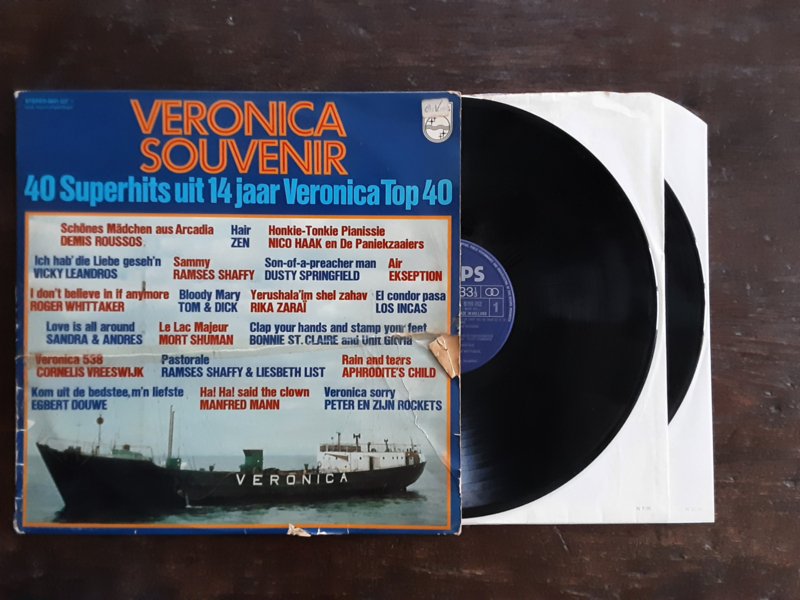 VERONICA
SOUVENIR
40 Superhits uit 14 jaar Veronica Top 40
Schönes Mädchen aus Arcadia Hair Honkie-Tonkie Pianissie
DEMIS ROUSSOS. ZEN NICO HAAK en De Paniekzaaiers
Ich hab' die Liebe geseh'n Sammy Son-of-a-preacher man Air
VICKY LEANDROS RAMSES SHAFFY DUSTY SPRINGFIELD EKSEPTION
I don't believe in if anymore Bloody Mary Yerushala'im shel zahav El condor pasa
ROGER WHITTAKER TOM & DICK RIKA ZARAÏ LOS INCAS
Love is all around Le Lac Majeur Clap your hands and stamp your feet
SANDRA & ANDRES MORT SHUMAN BONNIE ST. CLAIRE and Unit Gloria
Veronica 538 Pastorale Rain and tears
CORNELIS VREESWIJK RAMSES SHAFFY & LIESBETH LIST APHRODITE'S CHILD
Kom uit de bedstee, m'n liefste Ha! Ha! said the clown Veronica sorry
EGBERT DOUWE MANFRED MANN PETER EN ZIJN ROCKETS
VERONICA
PS
33⅓
1